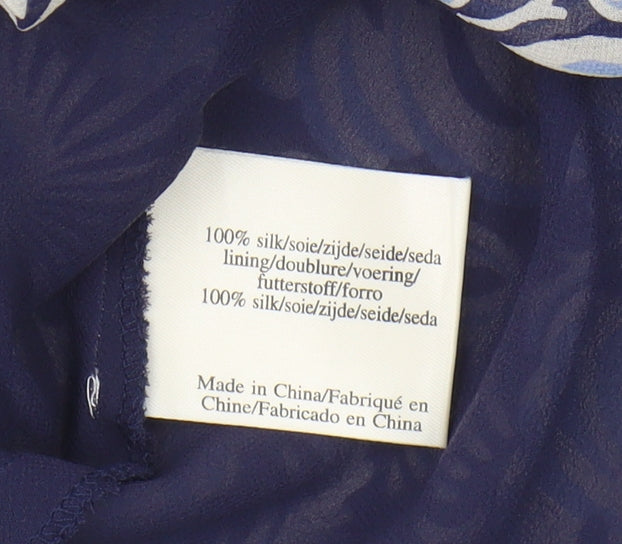 100% silk/soie/zijde/seide/seda
lining/doublure/voering/
futterstoff/forro
100% silk/soie/zijde/seide/seda
Made in China/Fabriqué en
Chine/Fabricado en China